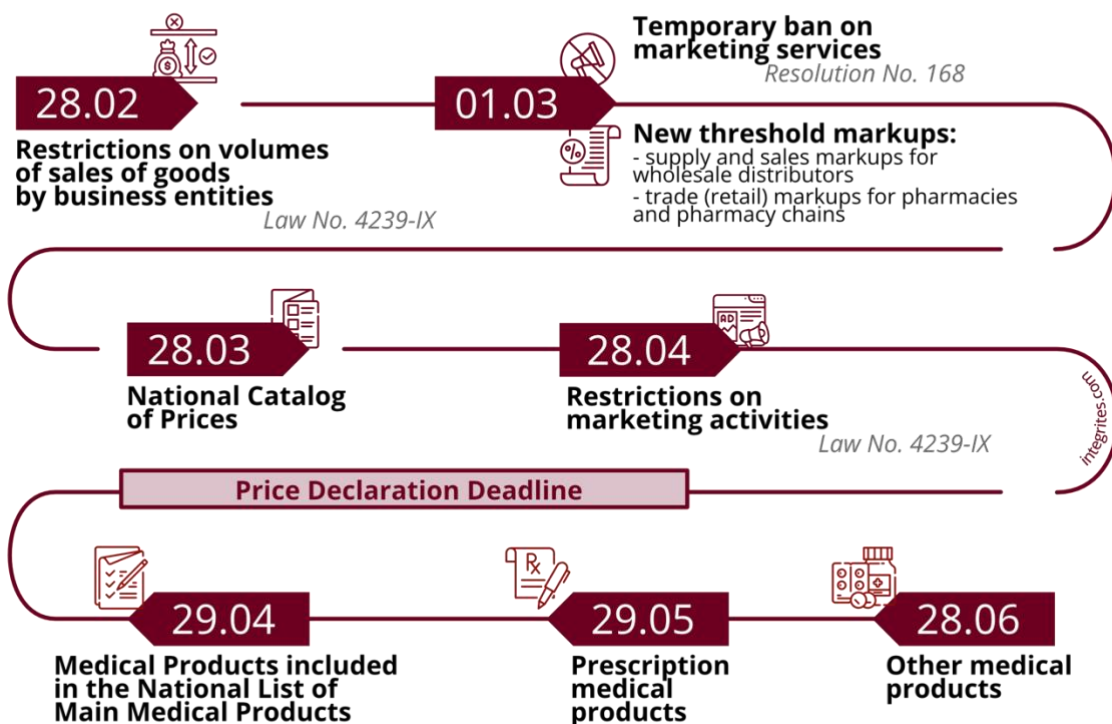 28.02
Restrictions on volumes
of sales of goods
by business entities
Law No. 4239-IX
01.03
Temporary ban on
marketing services
Resolution No. 168
%
New threshold markups:
- supply and sales markups for
wholesale distributors
- trade (retail) markups for pharmacies
and pharmacy chains
28.03
National Catalog
of Prices
AD
28.04
Restrictions on
marketing activities
Law No. 4239-IX
integrites.com
Price Declaration Deadline
29.04
Medical Products included
in the National List of
Main Medical Products
Rx
29.05
Prescription
medical
products
28.06
Other medical
products